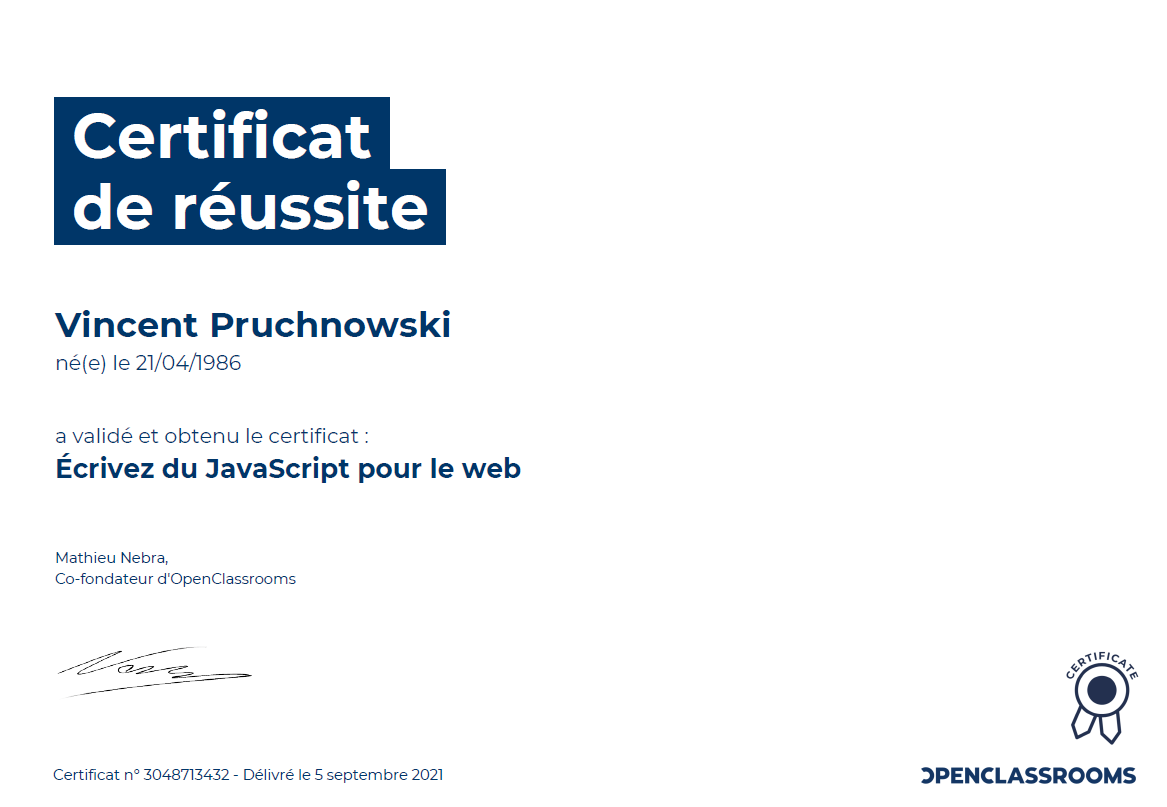 Certificat
de réussite
Vincent Pruchnowski
né(e) le 21/04/1986
a validé et obtenu le certificat :
Écrivez du JavaScript pour le web
Mathieu Nebra,
Co-fondateur d'OpenClassrooms
CERTIFICATE
Certificat n° 3048713432 - Délivré le 5 septembre 2021
OPENCLASSROOMS